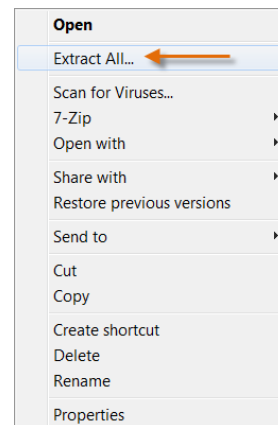 Open
Extract All...
Scan for Viruses...
7-Zip
Open with
Share with
Restore previous versions
Send to
Cut
Copy
Create shortcut
Delete
Rename
Properties